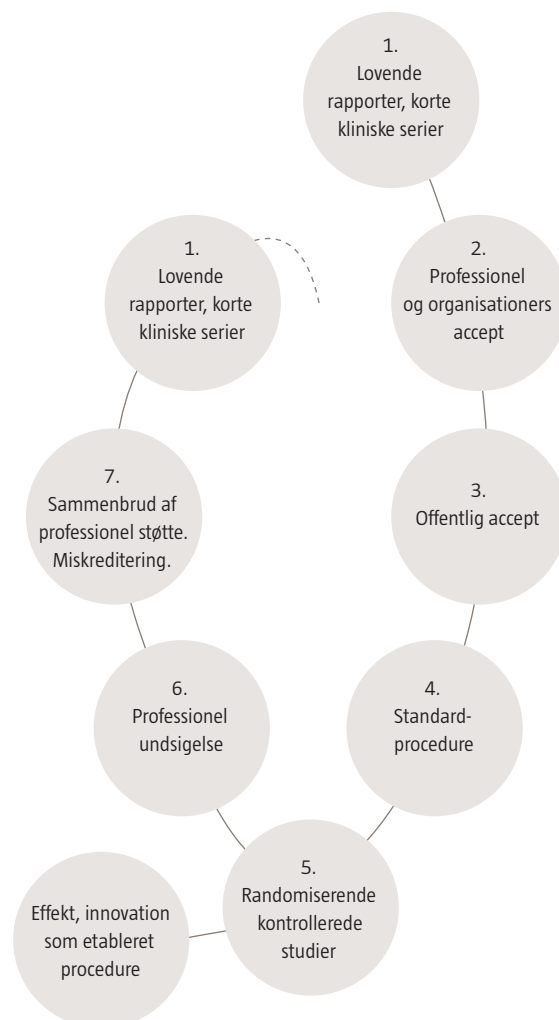 1.
Lovende
rapporter, korte
kliniske serier
2.
Professionel
og organisationers
accept
3.
Offentlig accept
4.
Standard-
procedure
5.
Randomiserende
kontrollerede
studier
Effekt, innovation
som etableret
procedure
6.
Professionel
undsigelse
7.
Sammenbrud af
professionel støtte.
Miskreditering.
1.
Lovende
rapporter, korte
kliniske serier